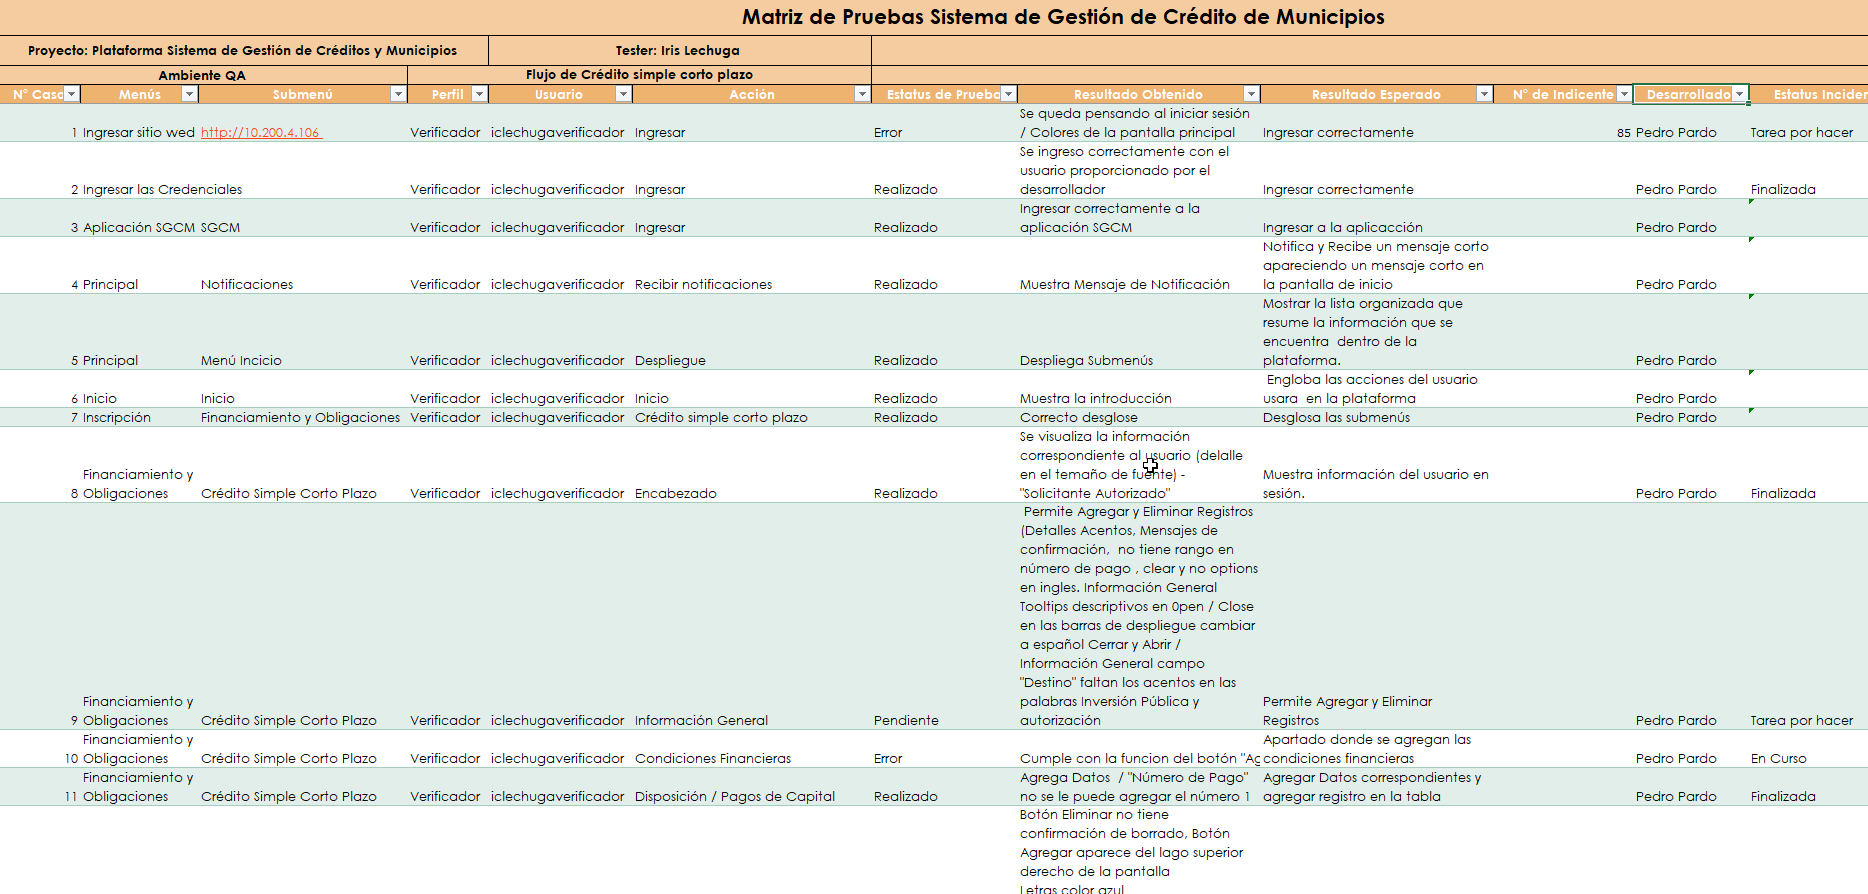 Matriz de Pruebas Sistema de Gestión de Crédito de Municipios
Proyecto: Plataforma Sistema de Gestión de Créditos y Municipios
Tester: Iris Lechuga
Ambiente QA
Flujo de Crédito simple corto plazo
N° Caso Menús Submenú Perfil Usuario Acción Estatus de Prueba Resultado Obtenido Resultado Esperado N° de Indicente Desarrollado Estatus Inciden
Se queda pensando al iniciar sesión
1 Ingresar sitio wed http://10.200.4.106 Verificador iclechugaverificador Ingresar Error / Colores de la pantalla principal Ingresar correctamente 85 Pedro Pardo Tarea por hacer
Se ingreso correctamente con el
usuario proporcionado por el
2 Ingresar las Credenciales Verificador iclechugaverificador Ingresar Realizado desarrollador Ingresar correctamente Pedro Pardo Finalizada
Ingresar correctamente a la
3 Aplicación SGCM SGCM Verificador iclechugaverificador Ingresar Realizado aplicación SGCM Ingresar a la aplicacción Pedro Pardo
Notifica y Recibe un mensaje corto
apareciendo un mensaje corto en
4 Principal Notificaciones Verificador iclechugaverificador Recibir notificaciones Realizado Muestra Mensaje de Notificación la pantalla de inicio Pedro Pardo
Mostrar la lista organizada que
resume la información que se
encuentra dentro de la
5 Principal Menú Incicio Verificador iclechugaverificador Despliegue Realizado Despliega Submenús plataforma. Pedro Pardo
Engloba las acciones del usuario
6 Inicio Inicio Verificador iclechugaverificador Inicio Realizado Muestra la introducción usara en la plataforma Pedro Pardo
7 Inscripción Financiamiento y Obligaciones Verificador iclechugaverificador Crédito simple corto plazo Realizado Correcto desglose Desglosa las submenús Pedro Pardo
Se visualiza la información
correspondiente al usuario (delalle
Financiamiento y en el temaño de fuente) - Muestra información del usuario en
8 Obligaciones Crédito Simple Corto Plazo Verificador iclechugaverificador Encabezado Realizado "Solicitante Autorizado" sesión. Pedro Pardo Finalizada
Permite Agregar y Eliminar Registros
(Detalles Acentos, Mensajes de
confirmación, no tiene rango en
número de pago , clear y no options
en ingles. Información General
Tooltips descriptivos en 0pen / Close
en las barras de despliegue cambiar
a español Cerrar y Abrir /
Información General campo
"Destino" faltan los acentos en las
Financiamiento y palabras Inversión Pública y Permite Agregar y Eliminar
9 Obligaciones Crédito Simple Corto Plazo Verificador iclechugaverificador Información General Pendiente autorización Registros Pedro Pardo Tarea por hacer
Financiamiento y Apartado donde se agregan las
10 Obligaciones Crédito Simple Corto Plazo Verificador iclechugaverificador Condiciones Financieras Error Cumple con la funcion del botón "Ag condiciones financieras Pedro Pardo En Curso
Financiamiento y Agrega Datos / "Número de Pago" Agregar Datos correspondientes y
11 Obligaciones Crédito Simple Corto Plazo Verificador iclechugaverificador Disposición / Pagos de Capital Realizado no se le puede agregar el número 1 agregar registro en la tabla Pedro Pardo Finalizada
Botón Eliminar no tiene
confirmación de borrado, Botón
Agregar aparece del lago superior
derecho de la pantalla
Letras color azul